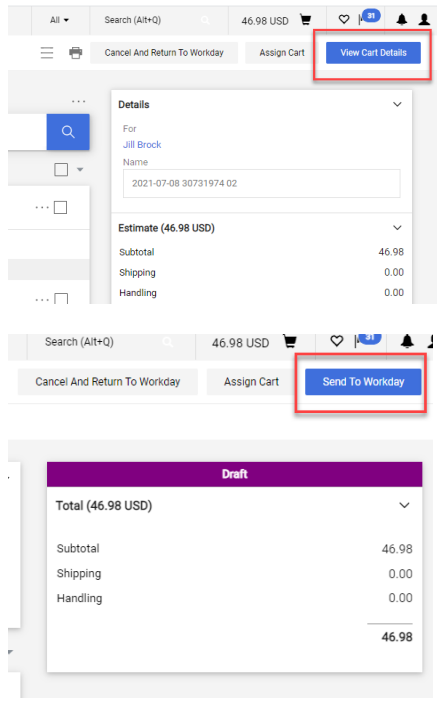 All Search (Alt+Q) 46.98 USD 31
Cancel And Return To Workday Assign Cart View Cart Details
...
Details
For
Jill Brock
Name
2021-07-08 30731974 02
...
Estimate (46.98 USD)
Subtotal 46.98
Shipping 0.00
... Handling 0.00
Search (Alt+Q) 46.98 USD 31
Cancel And Return To Workday Assign Cart Send To Workday
Draft
Total (46.98 USD)
Subtotal 46.98
Shipping 0.00
Handling 0.00
46.98